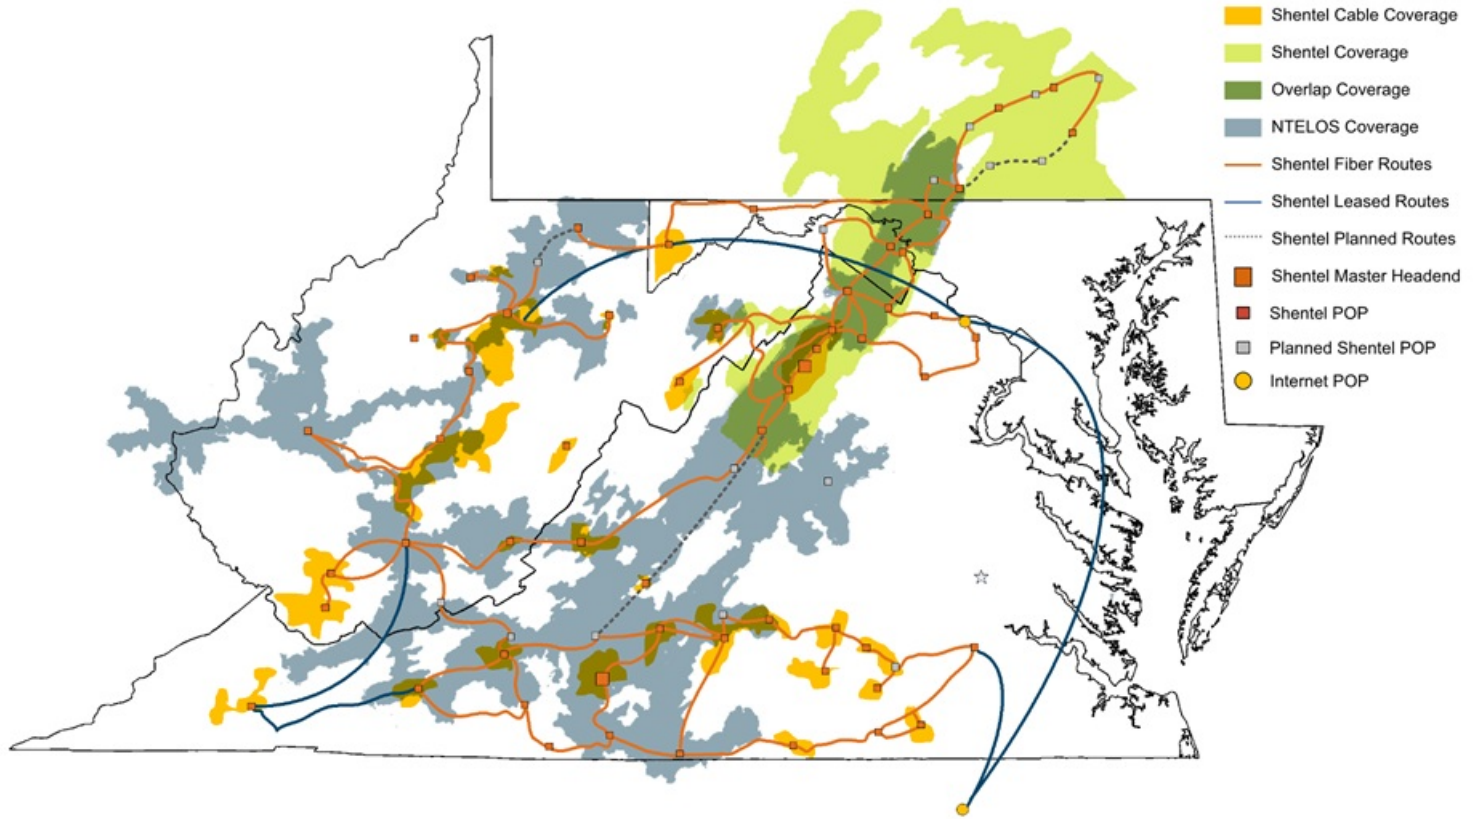 Shentel Cable Coverage
Shentel Coverage
Overlap Coverage
NTELOS Coverage
Shentel Fiber Routes
Shentel Leased Routes
Shentel Planned Routes
Shentel Master Headend
Shentel POP
Planned Shentel POP
Internet POP